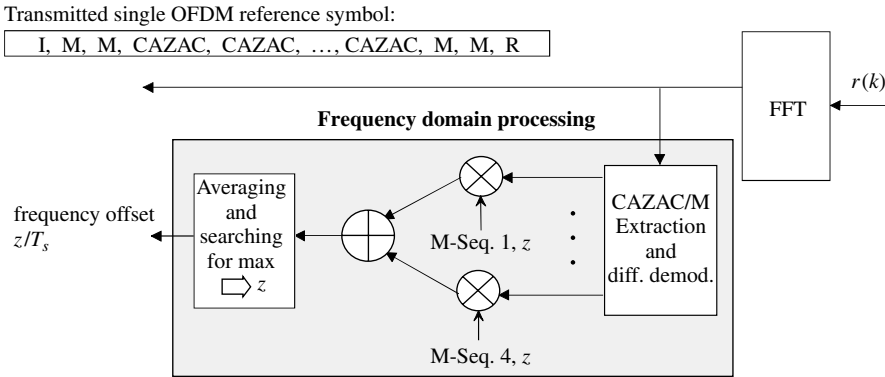 Transmitted single OFDM reference symbol:
I, M, M, CAZAC, CAZAC, …, CAZAC, M, M, R
r(k)
FFT
Frequency domain processing
Averaging
and
searching
for max
z
CAZAC/M
Extraction
and
diff. demod.
M-Seq. 1, z
M-Seq. 4, z
frequency offset
z/Ts